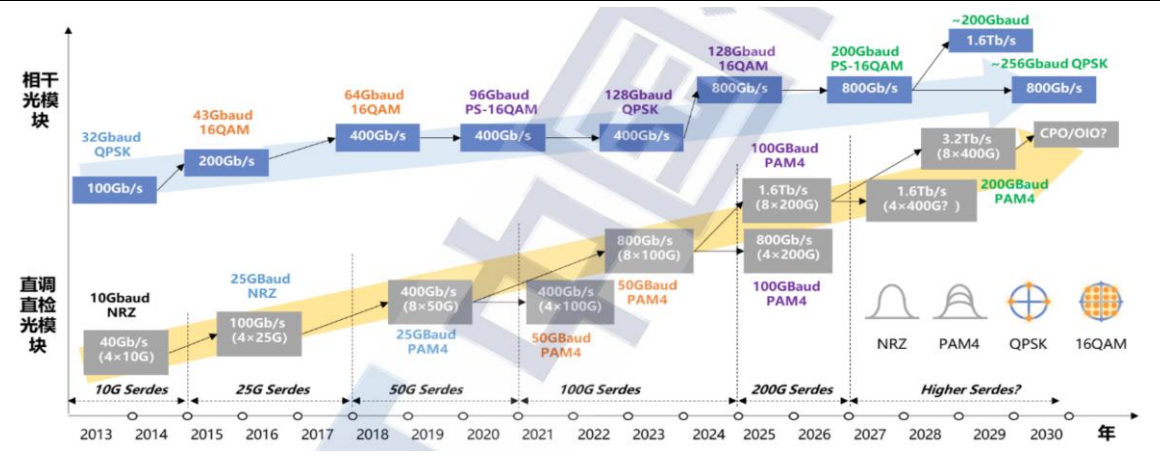 相干
光模
块
32Gbaud
QPSK
100Gb/s
43Gbaud
16QAM
200Gb/s
64Gbaud
16QAM
400Gb/s
96Gbaud
PS-16QAM
400Gb/s
128Gbaud
QPSK
400Gb/s
128Gbaud
16QAM
800Gb/s
200Gbaud
PS-16QAM
800Gb/s
~200Gbaud
1.6Tb/s
~256Gbaud QPSK
800Gb/s
直调
直检
光模
块
10Gbaud
NRZ
40Gb/s
(4×10G)
25GBaud
NRZ
100Gb/s
(4×25G)
400Gb/s
(8×50G)
25GBaud
PAM4
400Gb/s
(4×100G)
50GBaud
PAM4
800Gb/s
(8×100G)
50GBaud
PAM4
100GBaud
PAM4
1.6Tb/s
(8×200G)
800Gb/s
(4×200G)
100GBaud
PAM4
3.2Tb/s
(8×400G)
1.6Tb/s
(4×400G? )
CPO/OIO?
200GBaud
PAM4
NRZ
PAM4
QPSK
16QAM
10G Serdes
25G Serdes
50G Serdes
100G Serdes
200G Serdes
Higher Serdes?
2013 2014 2015 2016 2017 2018 2019 2020 2021 2022 2023 2024 2025 2026 2027 2028 2029 2030 年